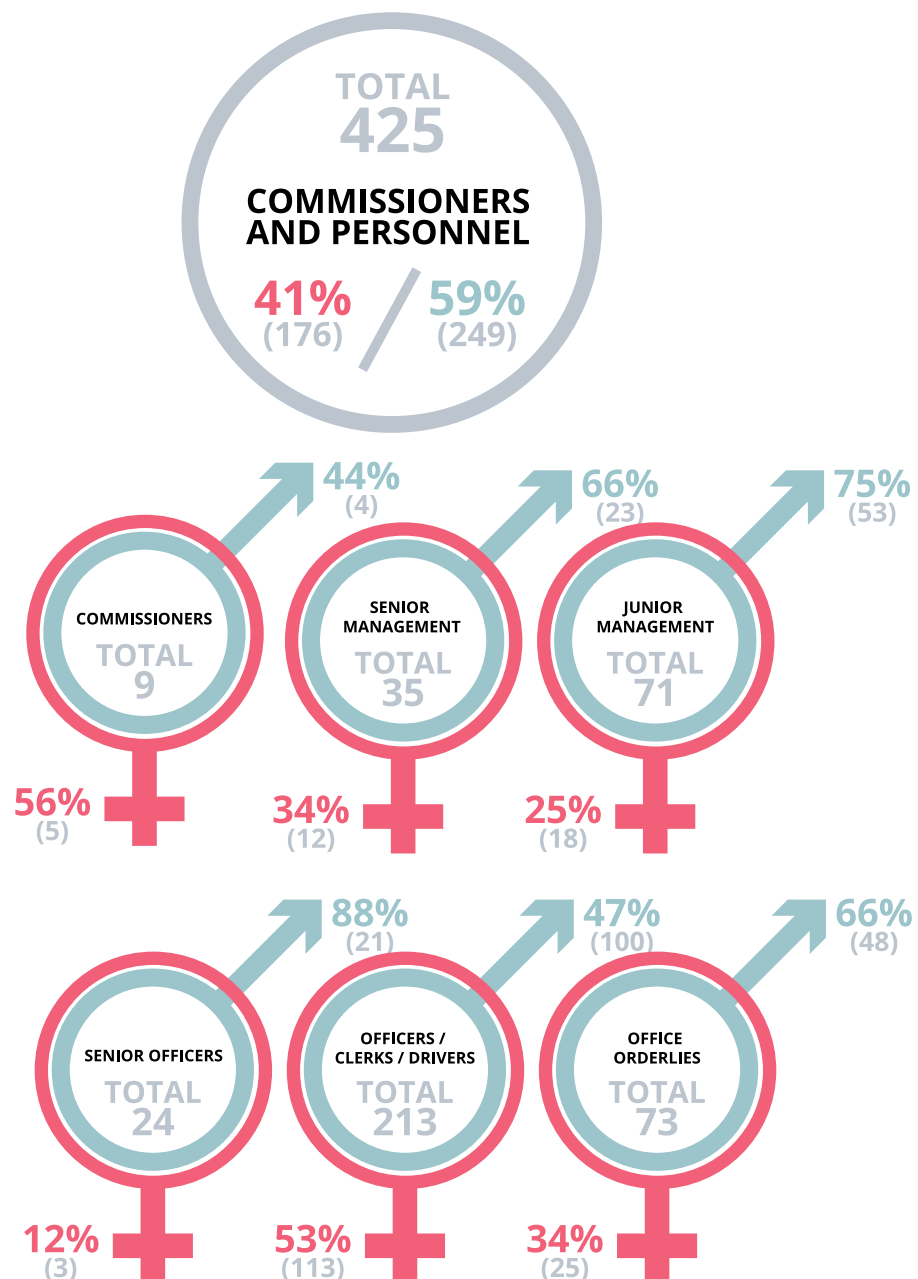 TOTAL
425
COMMISSIONERS
AND PERSONNEL
41% 59%
(176) (249)
44%
(4)
COMMISSIONERS
TOTAL
9
56%
(5)
66%
(23)
SENIOR
MANAGEMENT
TOTAL
35
34%
(12)
75%
(53)
JUNIOR
MANAGEMENT
TOTAL
71
25%
(18)
88%
(21)
SENIOR OFFICERS
TOTAL
24
12%
(3)
47%
(100)
OFFICERS /
CLERKS / DRIVERS
TOTAL
213
53%
(113)
66%
(48)
OFFICE
ORDERLIES
TOTAL
73
34%
(25)